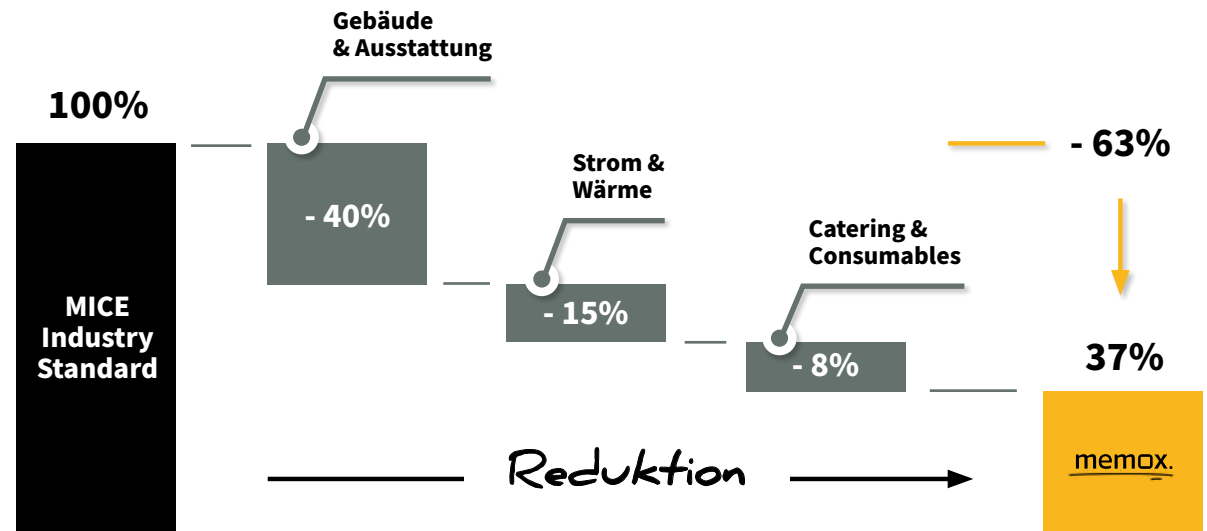 Gebäude
& Ausstattung
100%
- 63%
Strom &
Wärme
- 40%
Catering &
Consumables
- 15%
MICE
Industry
Standard
- 8%
37%
Reduktion
memox.